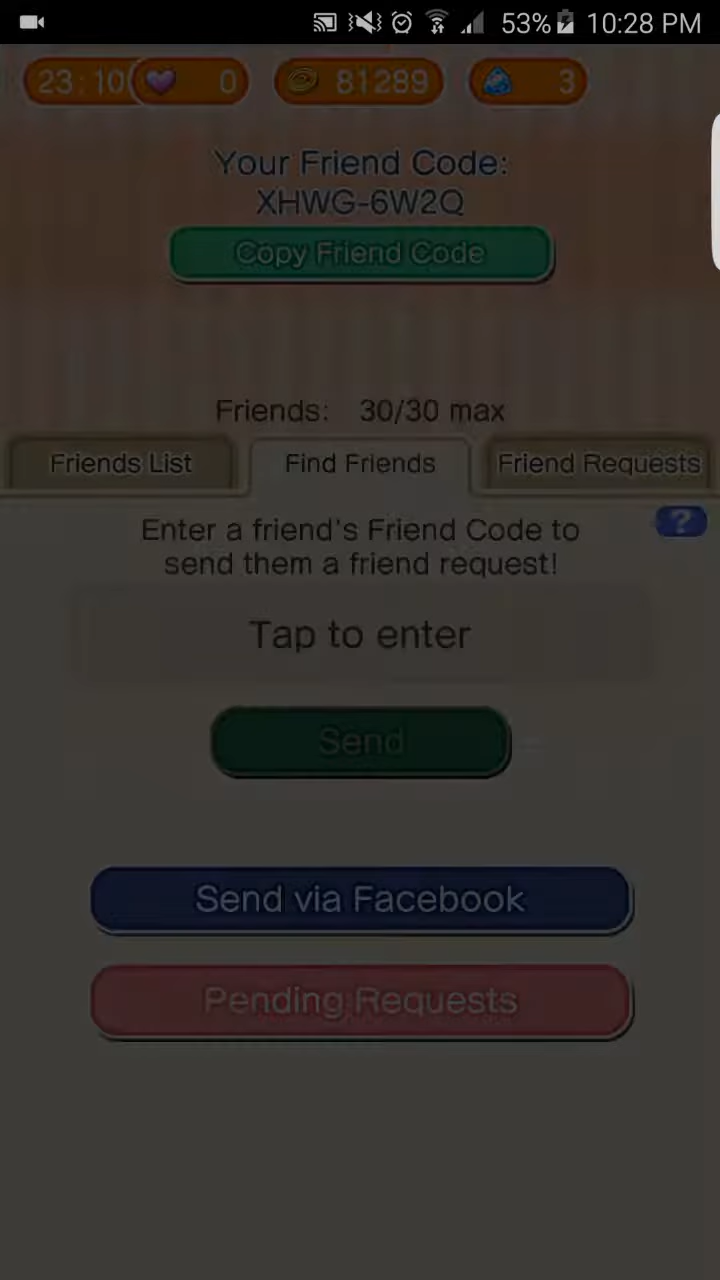 53% 10:28 PM
23:10 0 81289 3
Your Friend Code:
XHWG-6W2Q
Copy Friend Code
Friends: 30/30 max
Friends List Find Friends Friend Requests
Enter a friend's Friend Code to ?
send them a friend request!
Tap to enter
Send
Send via Facebook
Pending Requests